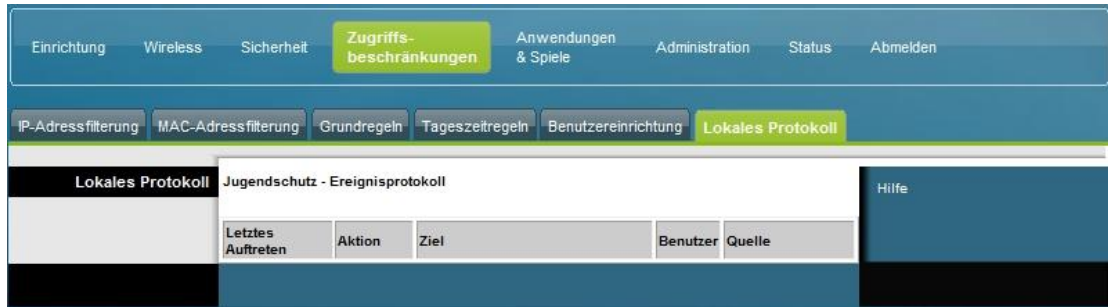 Einrichtung Wireless Sicherheit Zugriffs- Anwendungen Administration Status Abmelden
beschränkungen & Spiele
IP-Adressfilterung MAC-Adressfilterung Grundregeln Tageszeitregeln Benutzereinrichtung Lokales Protokoll
Lokales Protokoll Jugendschutz - Ereignisprotokoll Hilfe
Letztes Aktion Ziel Benutzer Quelle
Auftreten